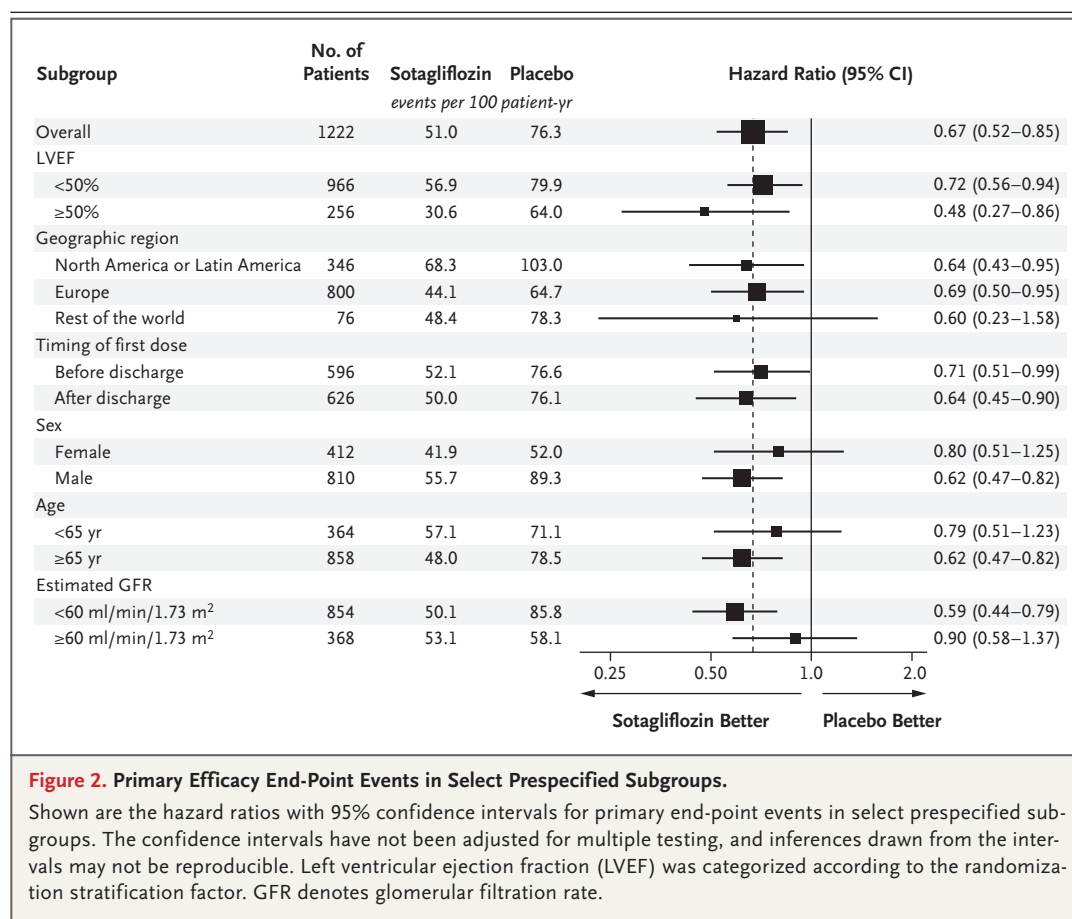 Subgroup No. of Patients Sotagliflozin Placebo Hazard Ratio (95% CI)
events per 100 patient-yr
Overall 1222 51.0 76.3 0.67 (0.52–0.85)
LVEF
<50% 966 56.9 79.9 0.72 (0.56–0.94)
≥50% 256 30.6 64.0 0.48 (0.27–0.86)
Geographic region
North America or Latin America 346 68.3 103.0 0.64 (0.43–0.95)
Europe 800 44.1 64.7 0.69 (0.50–0.95)
Rest of the world 76 48.4 78.3 0.60 (0.23–1.58)
Timing of first dose
Before discharge 596 52.1 76.6 0.71 (0.51–0.99)
After discharge 626 50.0 76.1 0.64 (0.45–0.90)
Sex
Female 412 41.9 52.0 0.80 (0.51–1.25)
Male 810 55.7 89.3 0.62 (0.47–0.82)
Age
<65 yr 364 57.1 71.1 0.79 (0.51–1.23)
≥65 yr 858 48.0 78.5 0.62 (0.47–0.82)
Estimated GFR
<60 ml/min/1.73 m² 854 50.1 85.8 0.59 (0.44–0.79)
≥60 ml/min/1.73 m² 368 53.1 58.1 0.90 (0.58–1.37)
0.25 0.50 1.0 2.0
Sotagliflozin Better Placebo Better
Figure 2. Primary Efficacy End-Point Events in Select Prespecified Subgroups.
Shown are the hazard ratios with 95% confidence intervals for primary end-point events in select prespecified sub-
groups. The confidence intervals have not been adjusted for multiple testing, and inferences drawn from the inter-
vals may not be reproducible. Left ventricular ejection fraction (LVEF) was categorized according to the randomiza-
tion stratification factor. GFR denotes glomerular filtration rate.